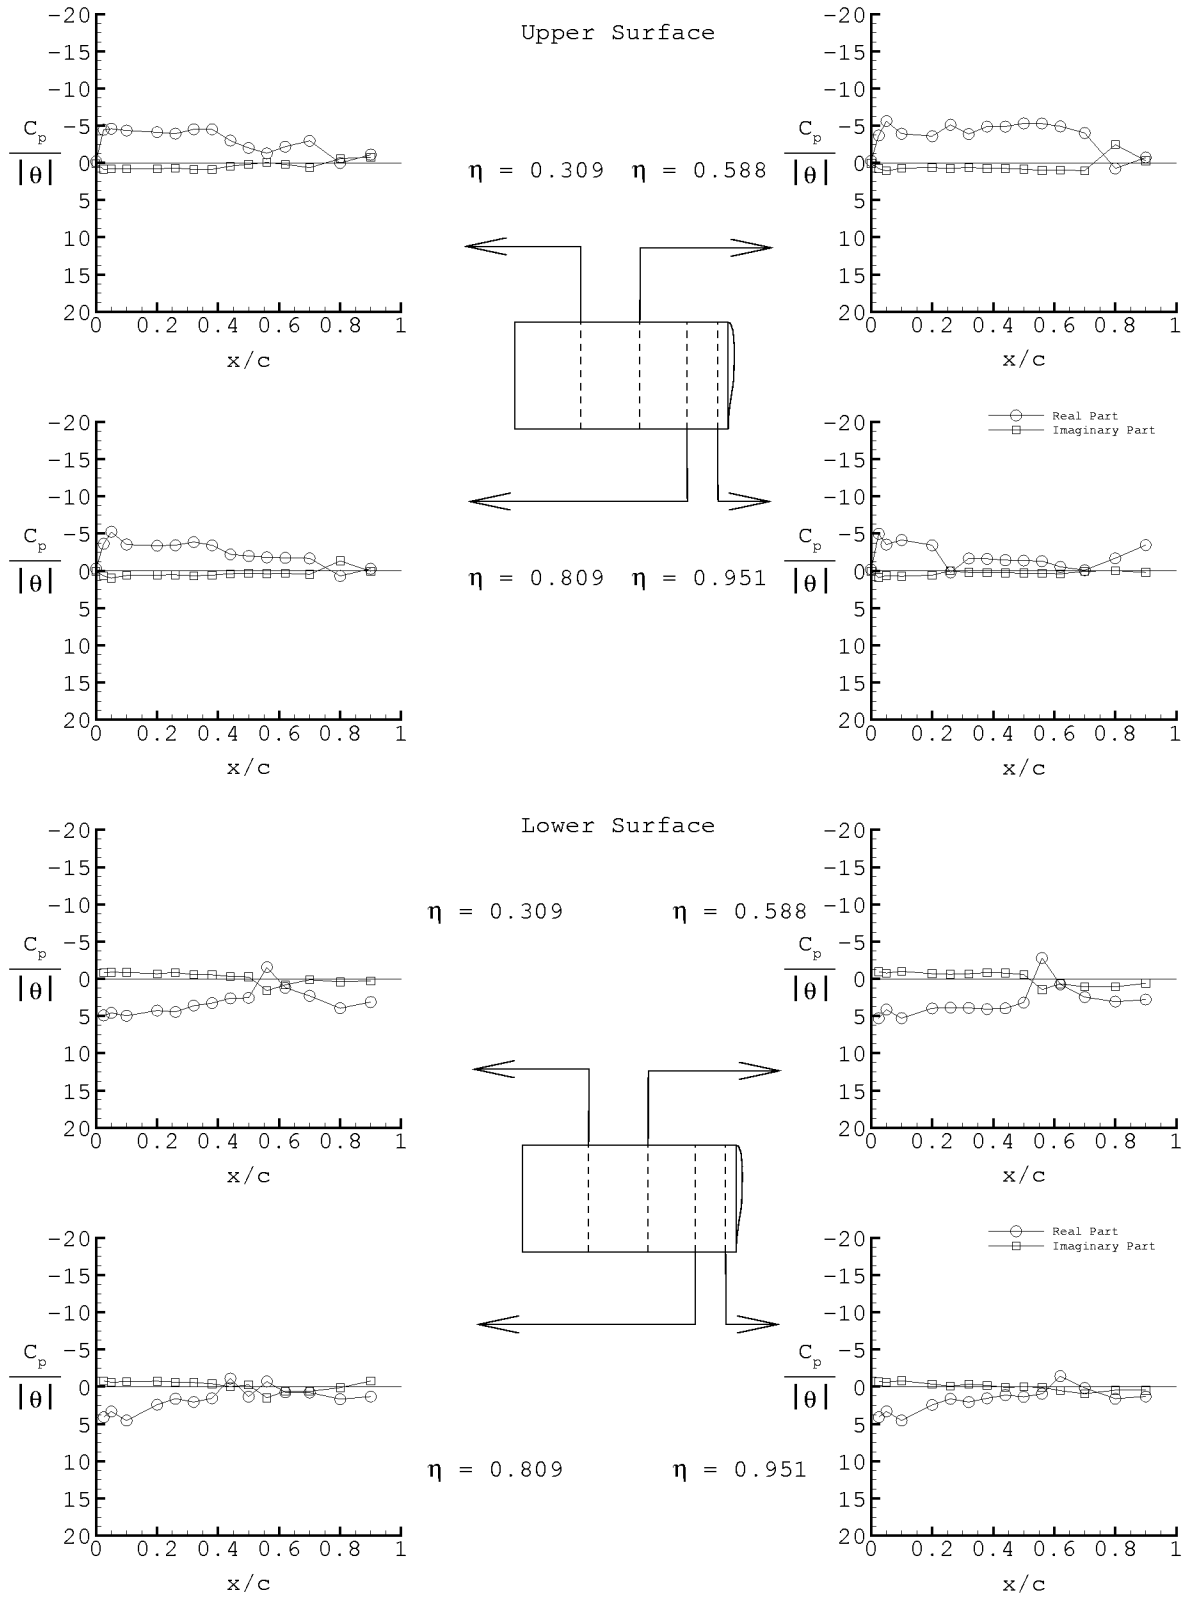 Upper Surface
-20
-15
-10
-5
0
5
10
15
20
Cp
|θ|
0 0.2 0.4 0.6 0.8 1
x/c
η = 0.309 η = 0.588
-20
-15
-10
-5
0
5
10
15
20
Cp
|θ|
0 0.2 0.4 0.6 0.8 1
x/c
-20
-15
-10
-5
0
5
10
15
20
Cp
|θ|
0 0.2 0.4 0.6 0.8 1
x/c
η = 0.809 η = 0.951
-20
-15
-10
-5
0
5
10
15
20
Cp
|θ|
0 0.2 0.4 0.6 0.8 1
x/c
Real Part
Imaginary Part
Lower Surface
-20
-15
-10
-5
0
5
10
15
20
Cp
|θ|
0 0.2 0.4 0.6 0.8 1
x/c
η = 0.309 η = 0.588
-20
-15
-10
-5
0
5
10
15
20
Cp
|θ|
0 0.2 0.4 0.6 0.8 1
x/c
-20
-15
-10
-5
0
5
10
15
20
Cp
|θ|
0 0.2 0.4 0.6 0.8 1
x/c
η = 0.809 η = 0.951
-20
-15
-10
-5
0
5
10
15
20
Cp
|θ|
0 0.2 0.4 0.6 0.8 1
x/c
Real Part
Imaginary Part